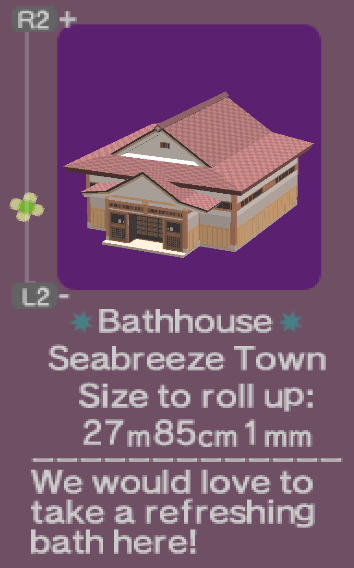 R2 +
L2 -
Bathhouse
Seabreeze Town
Size to roll up:
27m85cm1mm
We would love to
take a refreshing
bath here!